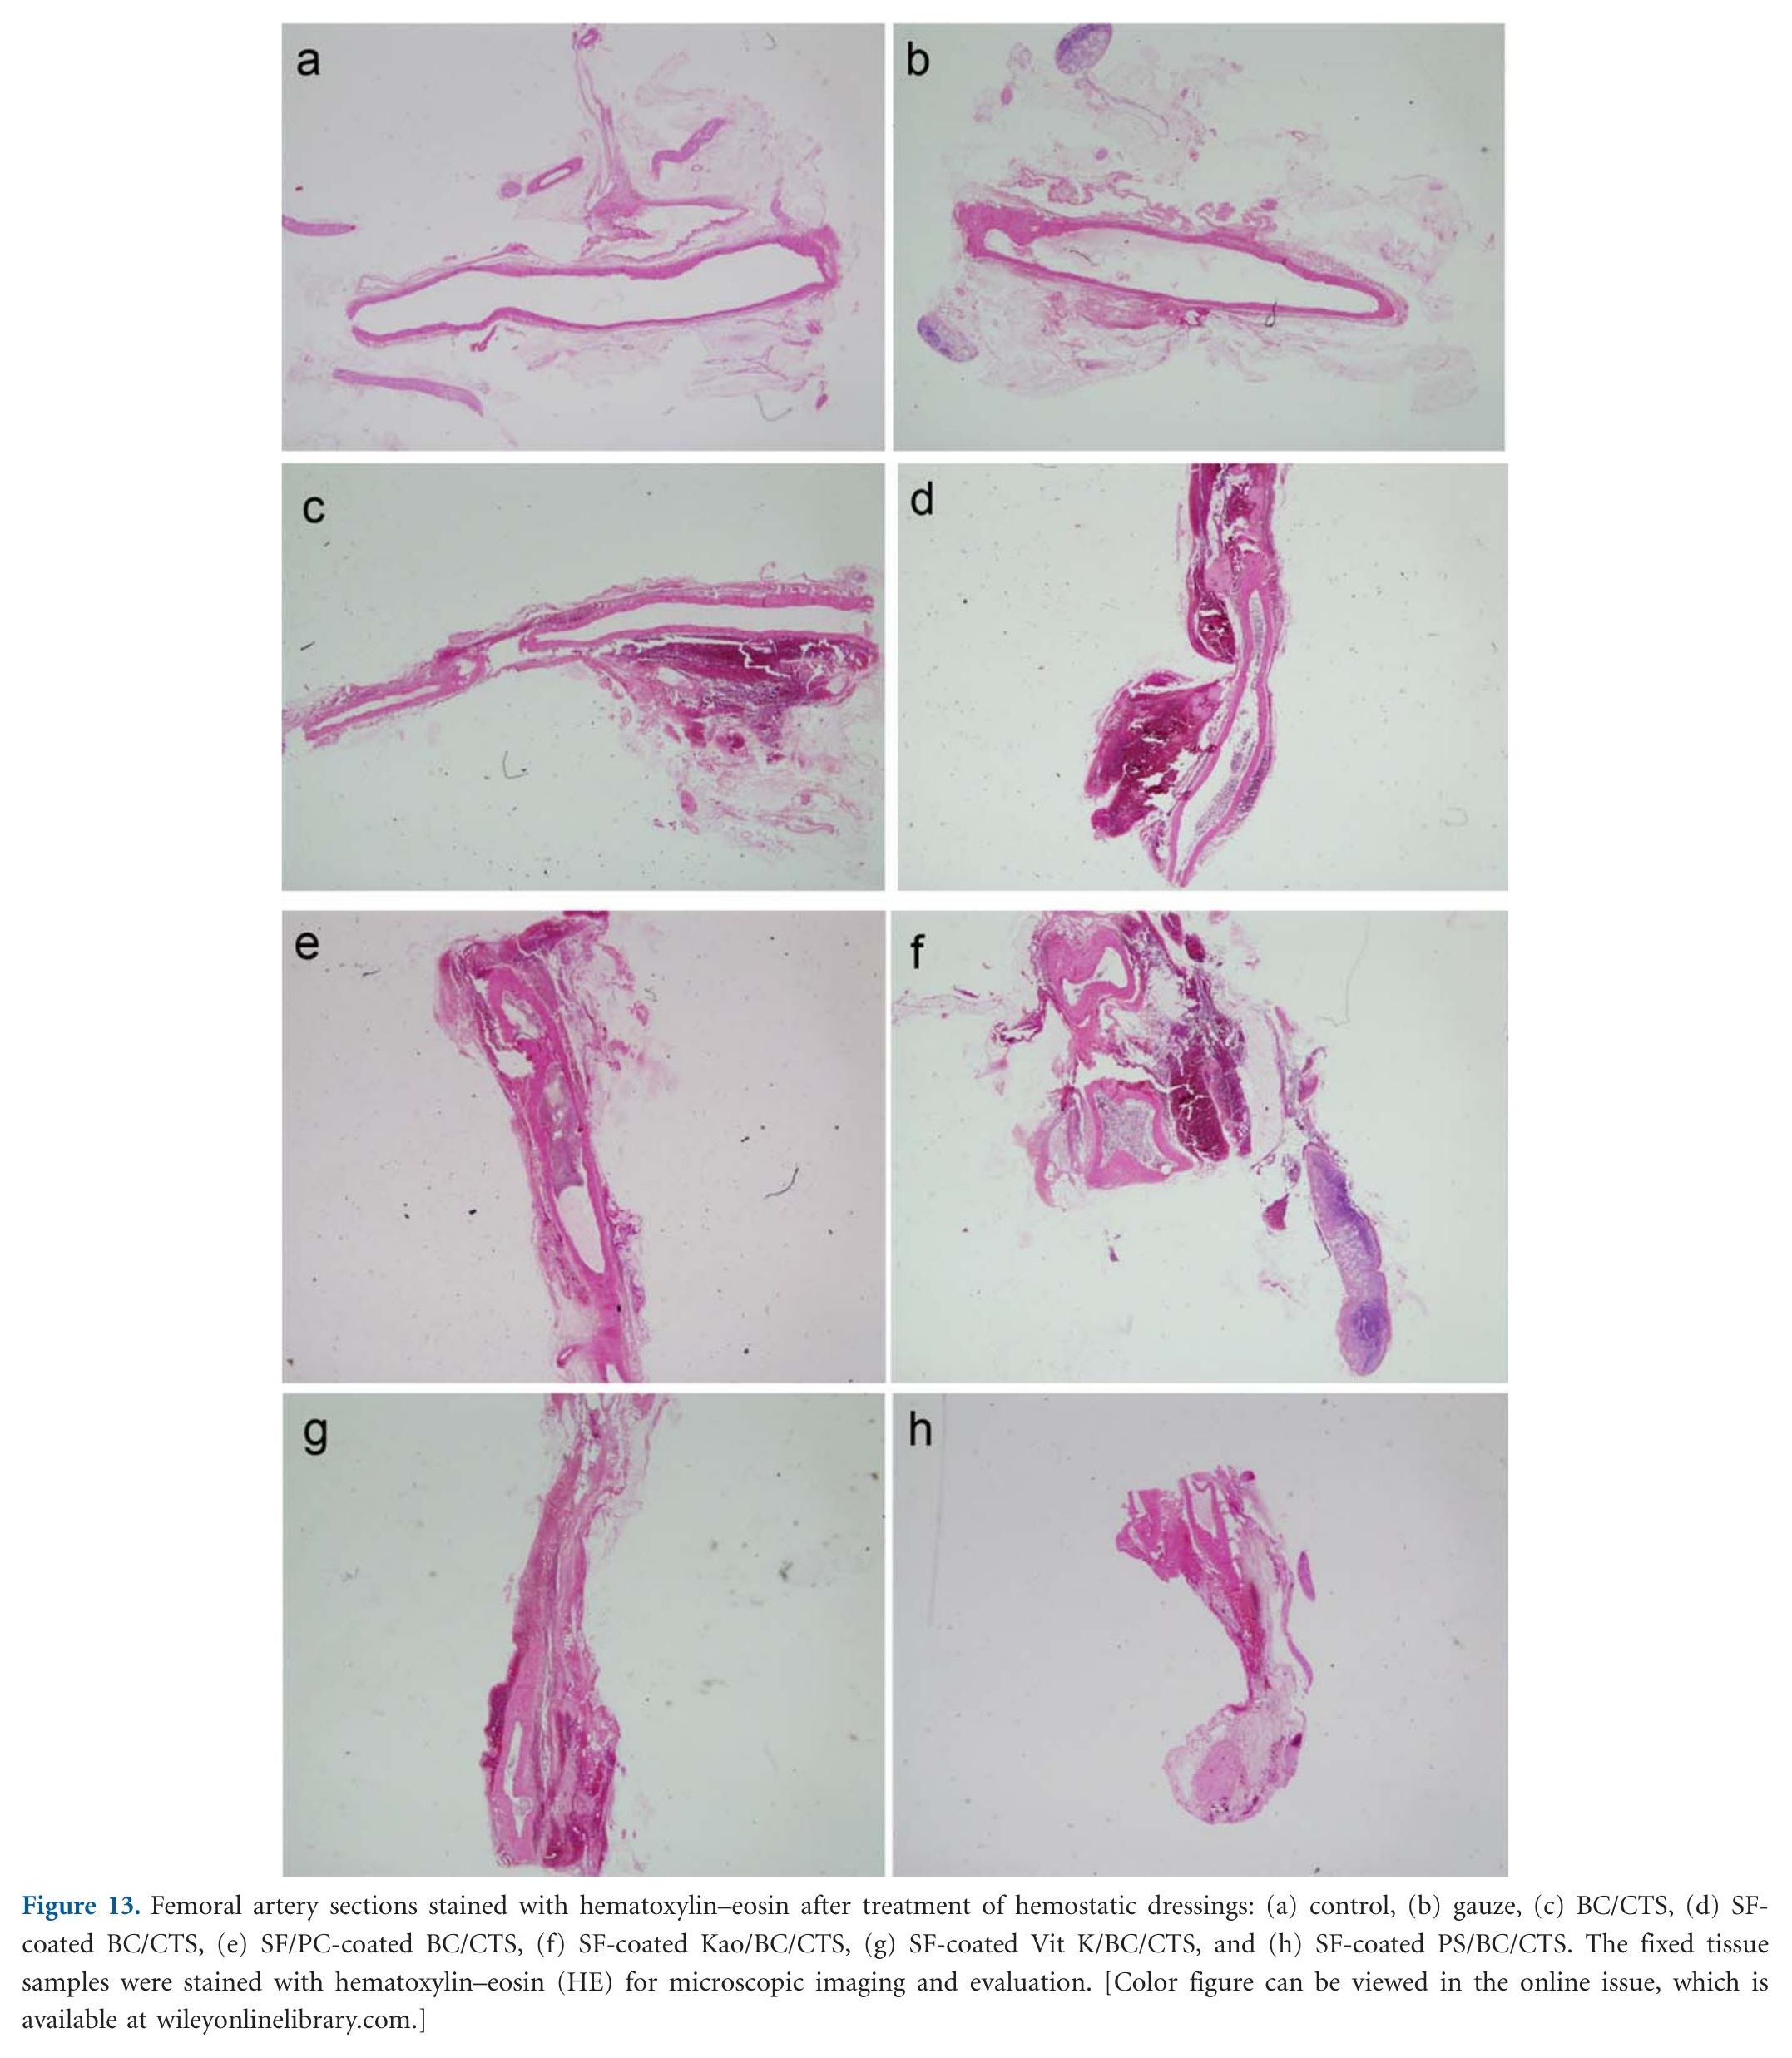 a
b
c
d
e
f
g
h
Figure 13. Femoral artery sections stained with hematoxylin–eosin after treatment of hemostatic dressings: (a) control, (b) gauze, (c) BC/CTS, (d) SF-
coated BC/CTS, (e) SF/PC-coated BC/CTS, (f) SF-coated Kao/BC/CTS, (g) SF-coated Vit K/BC/CTS, and (h) SF-coated PS/BC/CTS. The fixed tissue
samples were stained with hematoxylin–eosin (HE) for microscopic imaging and evaluation. [Color figure can be viewed in the online issue, which is
available at wileyonlinelibrary.com.]